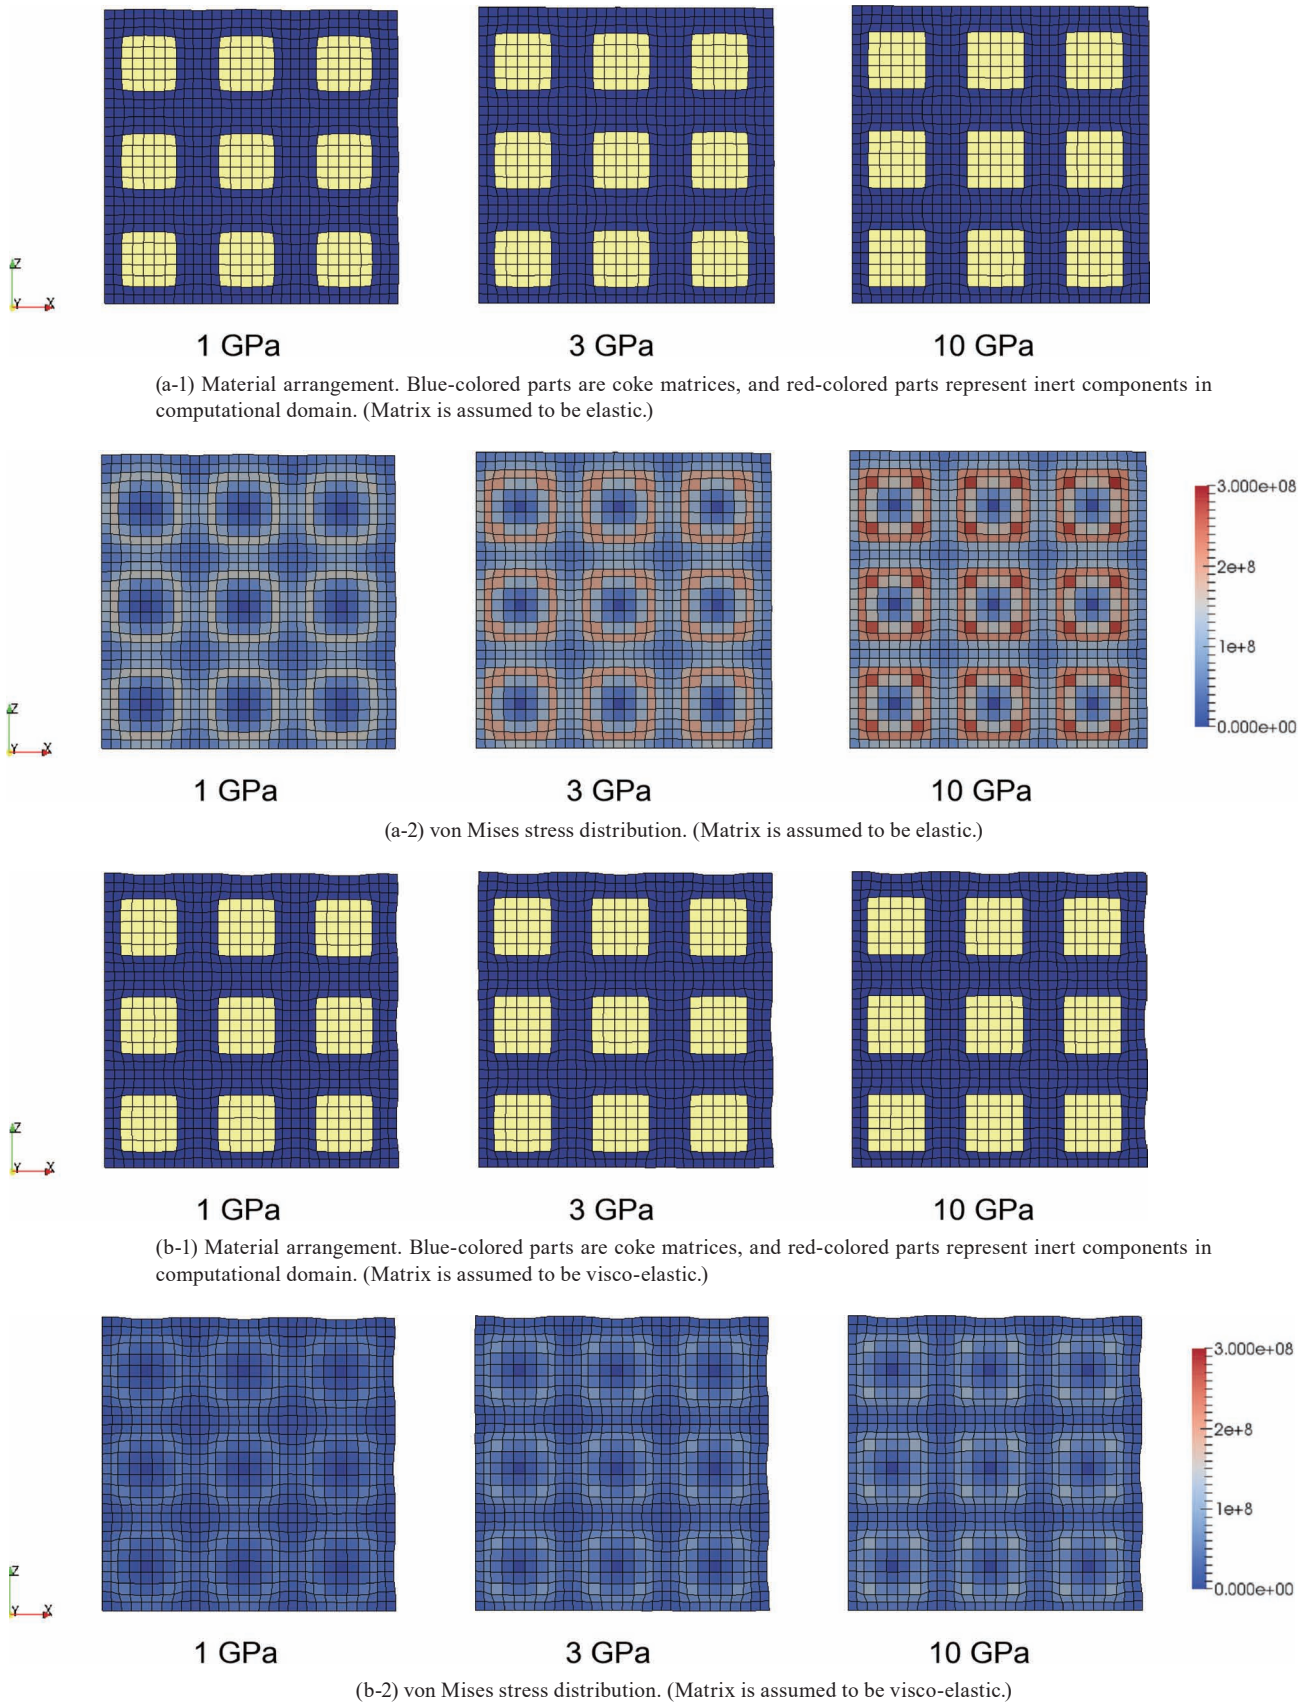 Z
Y X
1 GPa 3 GPa 10 GPa
(a-1) Material arrangement. Blue-colored parts are coke matrices, and red-colored parts represent inert components in
computational domain. (Matrix is assumed to be elastic.)
3.000e+08
2e+8
1e+8
0.000e+00
Z
Y X
1 GPa 3 GPa 10 GPa
(a-2) von Mises stress distribution. (Matrix is assumed to be elastic.)
Z
Y X
1 GPa 3 GPa 10 GPa
(b-1) Material arrangement. Blue-colored parts are coke matrices, and red-colored parts represent inert components in
computational domain. (Matrix is assumed to be visco-elastic.)
3.000e+08
2e+8
1e+8
0.000e+00
Z
Y X
1 GPa 3 GPa 10 GPa
(b-2) von Mises stress distribution. (Matrix is assumed to be visco-elastic.)